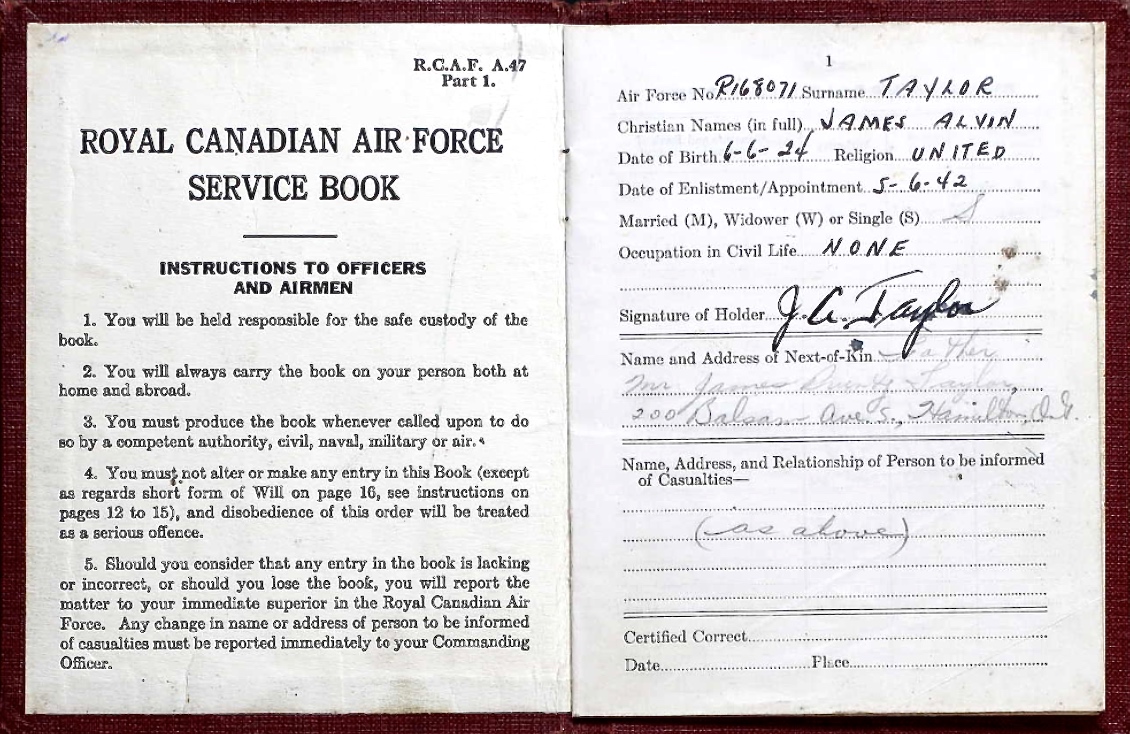 R.C.A.F. A.47
Part 1.
ROYAL CANADIAN AIR FORCE
SERVICE BOOK
INSTRUCTIONS TO OFFICERS
AND AIRMEN
1. You will be held responsible for the safe custody of the
book.
2. You will always carry the book on your person both at
home and abroad.
3. You must produce the book whenever called upon to do
so by a competent authority, civil, naval, military or air.
4. You must not alter or make any entry in this Book (except
as regards short form of Will on page 16, see instructions on
pages 12 to 15), and disobedience of this order will be treated
as a serious offence.
5. Should you consider that any entry in the book is lacking
or incorrect, or should you lose the book, you will report the
matter to your immediate superior in the Royal Canadian Air
Force. Any change in name or address of person to be informed
of casualties must be reported immediately to your Commanding
Officer.
1
Air Force No. R168071 Surname TAYLOR
Christian Names (in full) JAMES ALVIN
Date of Birth 6-6-24 Religion UNITED
Date of Enlistment/Appointment 5-6-42
Married (M), Widower (W) or Single (S) S
Occupation in Civil Life NONE
Signature of Holder J. A. Taylor
Name and Address of Next-of-Kin Father
Mr. James Taylor,
200 Balsam Ave S., Hamilton, Ont.
Name, Address, and Relationship of Person to be informed
of Casualties—
(as above)
Certified Correct
Date Place